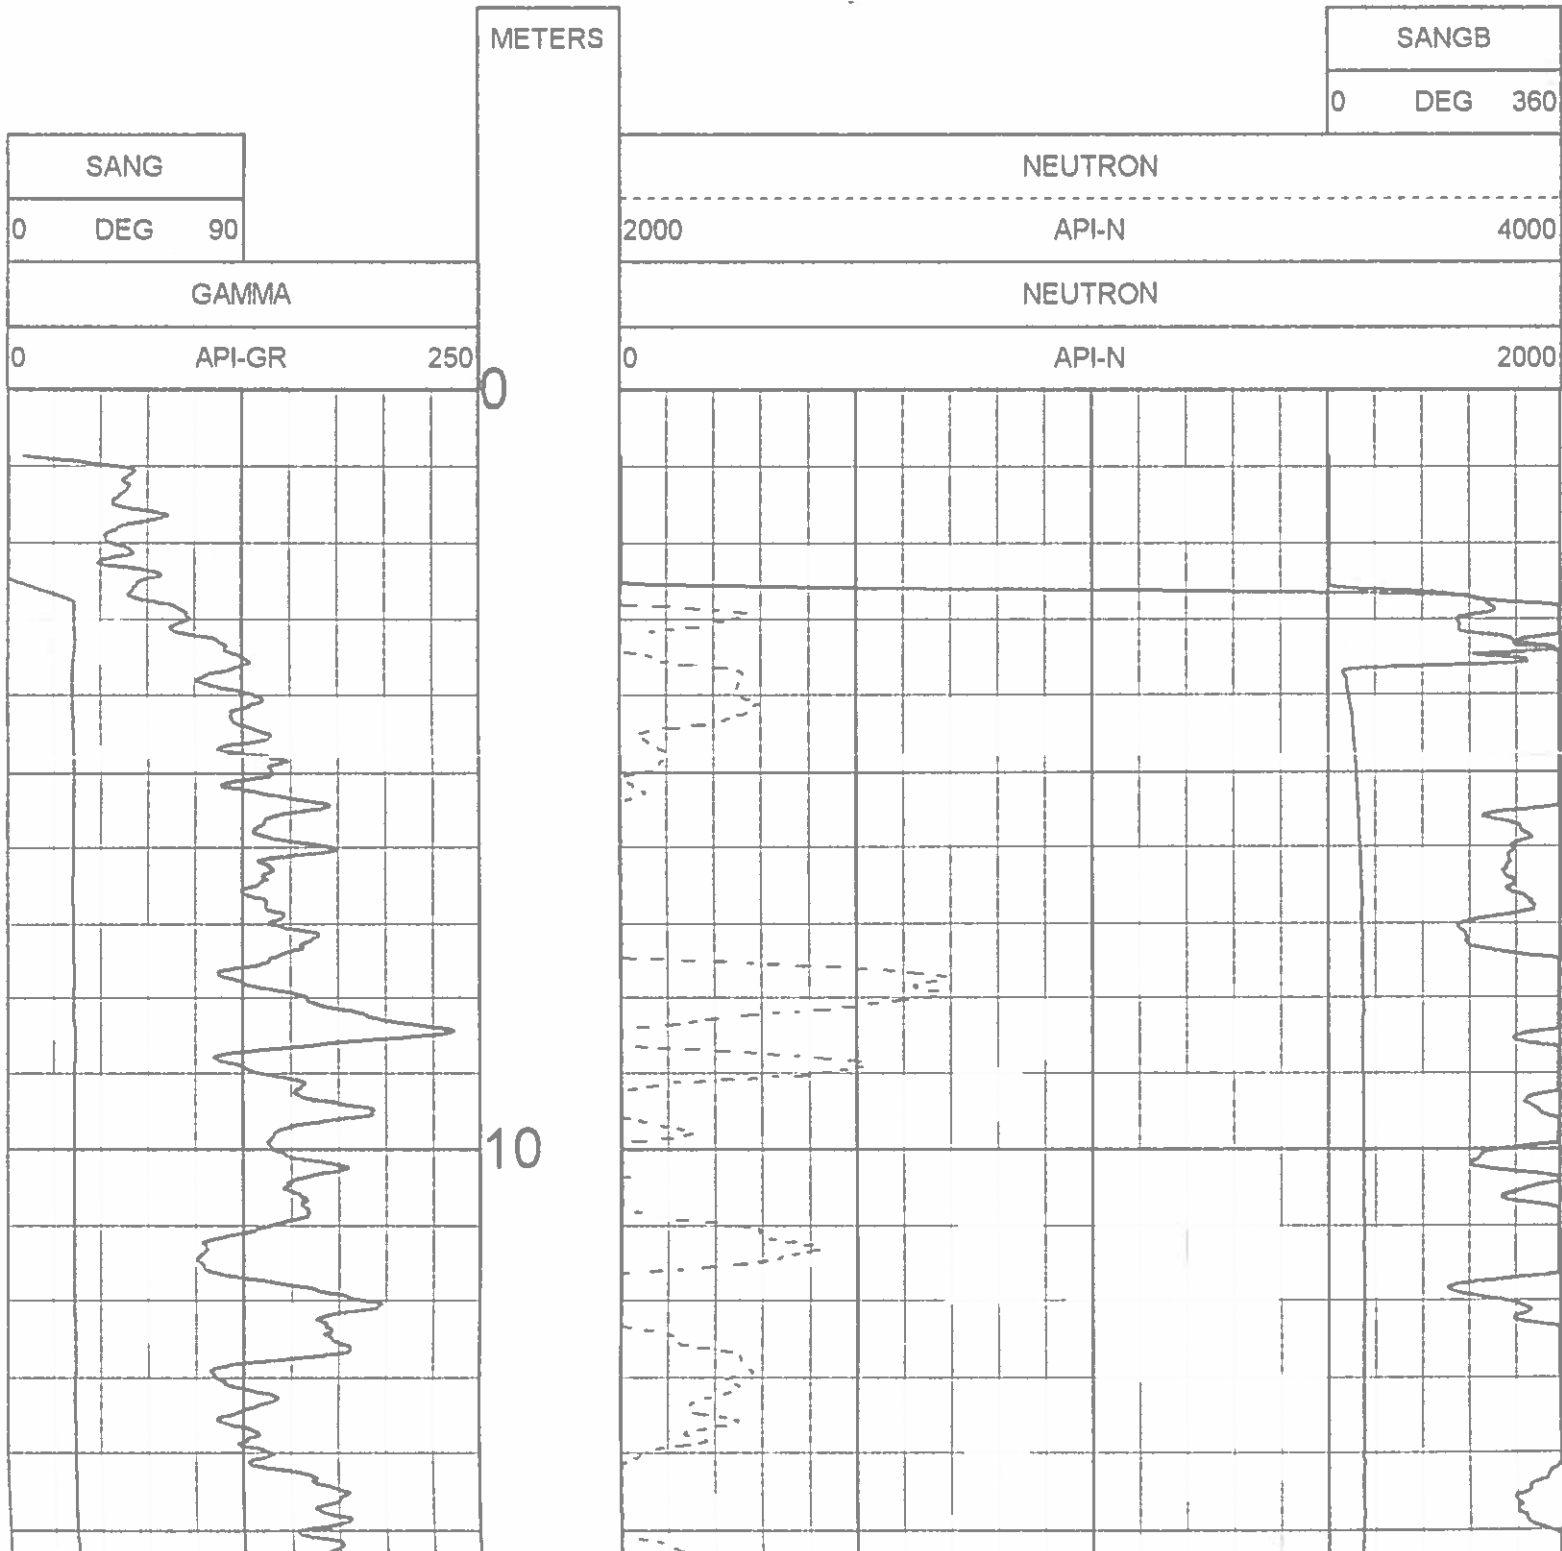 METERS
SANGB
0 DEG 360
SANG
NEUTRON
0 DEG 90
2000 API-N 4000
GAMMA
NEUTRON
0 API-GR 250
0 API-N 2000
0
10